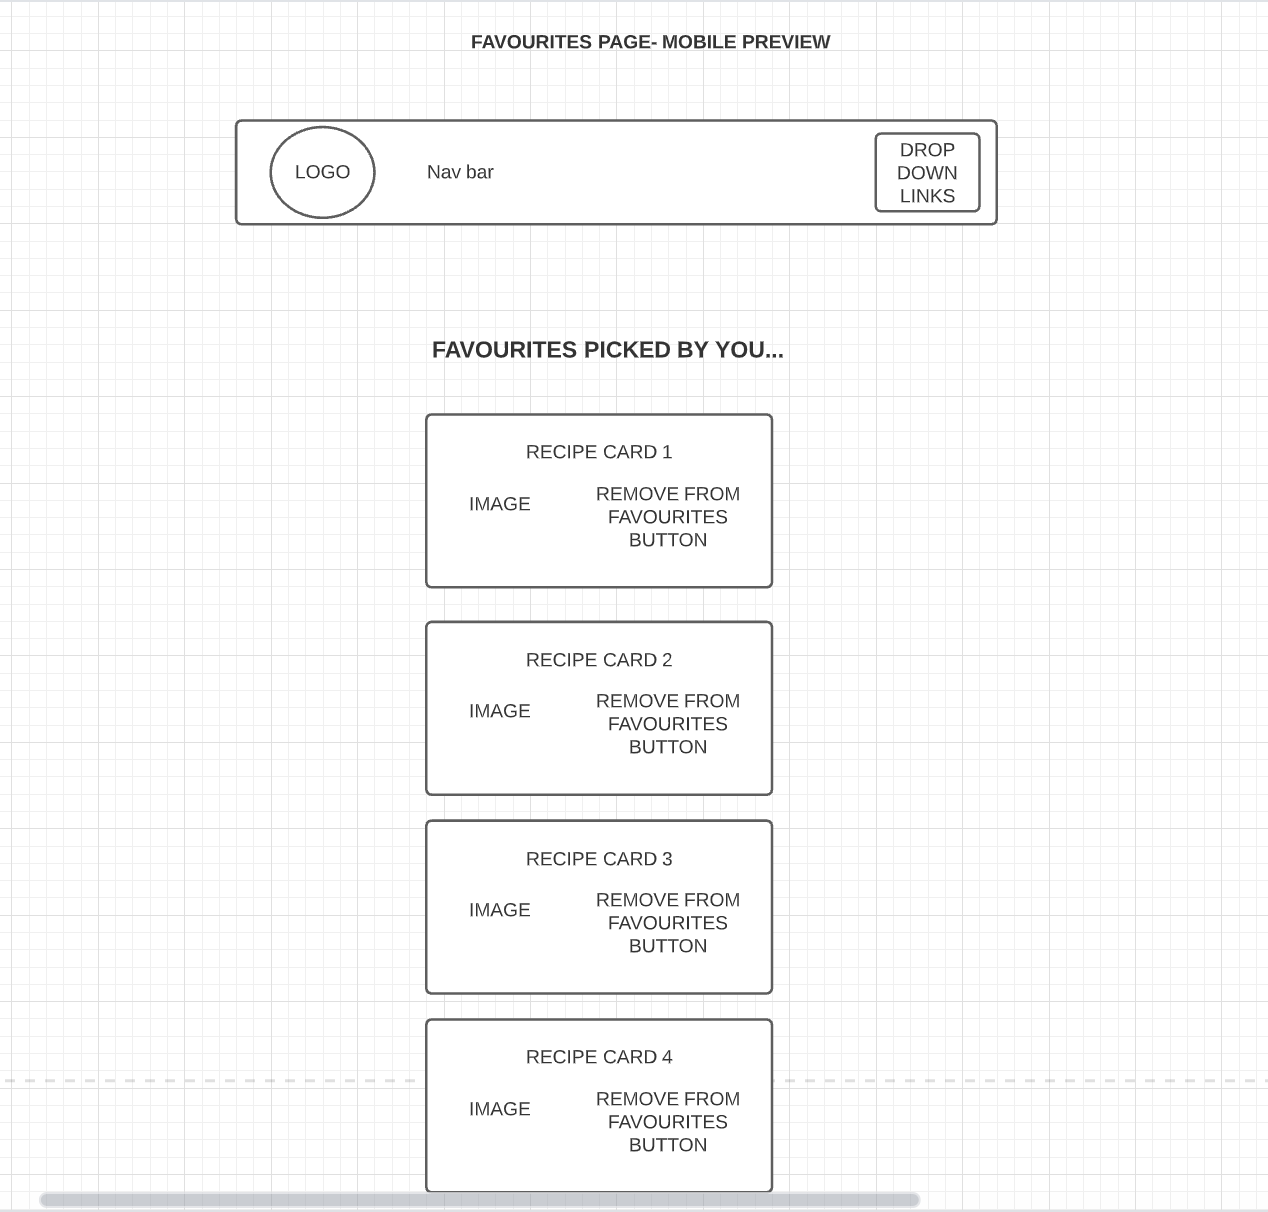 FAVOURITES PAGE- MOBILE PREVIEW
LOGO
Nav bar
DROP
DOWN
LINKS
FAVOURITES PICKED BY YOU...
RECIPE CARD 1
IMAGE
REMOVE FROM
FAVOURITES
BUTTON
RECIPE CARD 2
IMAGE
REMOVE FROM
FAVOURITES
BUTTON
RECIPE CARD 3
IMAGE
REMOVE FROM
FAVOURITES
BUTTON
RECIPE CARD 4
IMAGE
REMOVE FROM
FAVOURITES
BUTTON